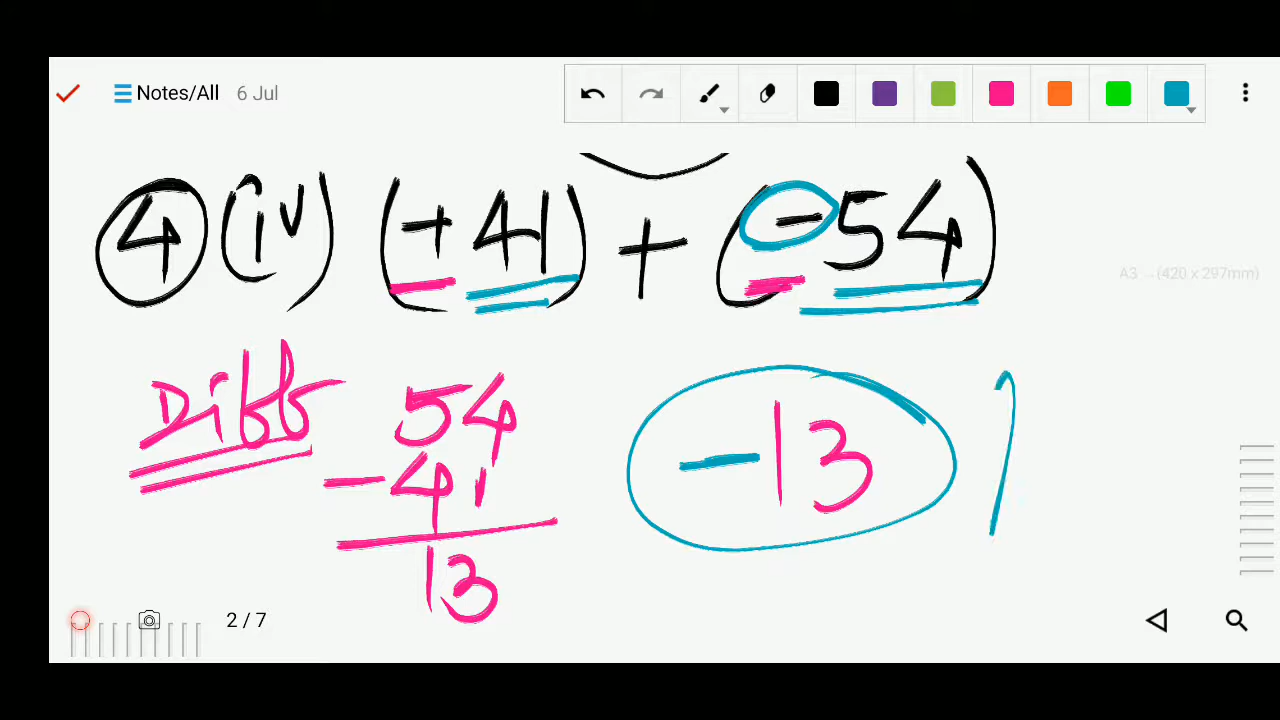 Notes/All 6 Jul
④ (iv) (+41) + (-54)
A3 - (420 x 297mm)
Diff 54
-41
13
-13
2 / 7